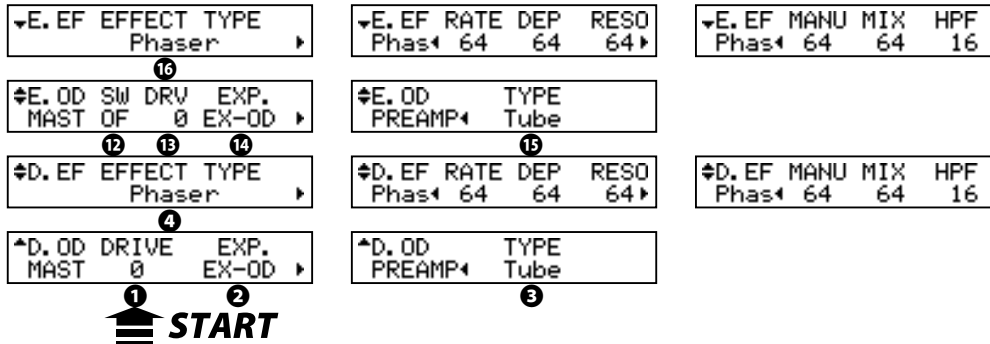 E.EF EFFECT TYPE
Phaser
16
E.EF RATE DEP RESO
Phas 64 64 64
E.EF MANU MIX HPF
Phas 64 64 16
E.OD SW DRV EXP.
MAST OF 0 EX-OD
12 13 14
E.OD TYPE
PREAMP Tube
15
D.EF EFFECT TYPE
Phaser
4
D.EF RATE DEP RESO
Phas 64 64 64
D.EF MANU MIX HPF
Phas 64 64 16
D.OD DRIVE EXP.
MAST 0 EX-OD
1 2
D.OD TYPE
PREAMP Tube
3
START